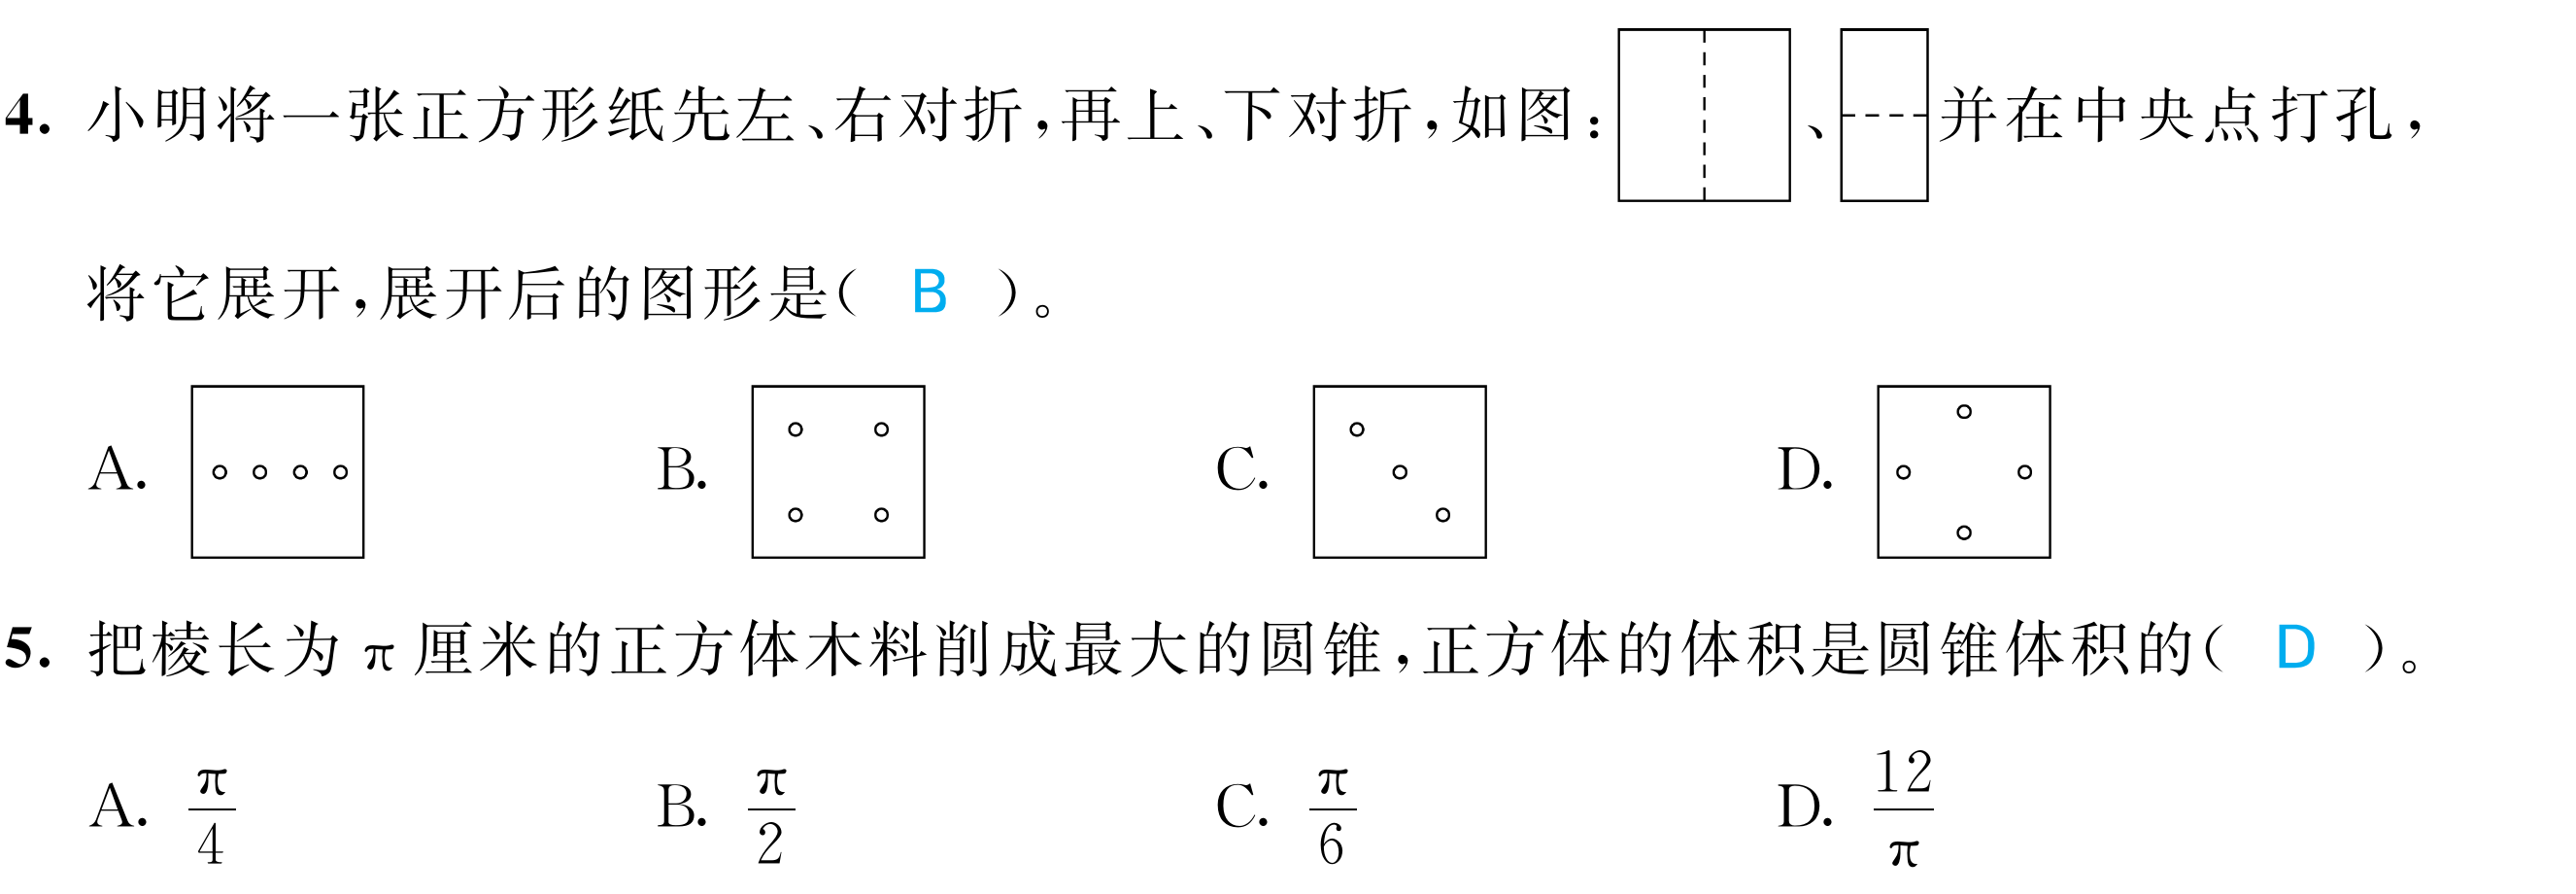 4. 小明将一张正方形纸先左、右对折,再上、下对折,如图:、并在中央点打孔,
将它展开,展开后的图形是( B )。
A. B. C. D.
5. 把棱长为 π 厘米的正方体木料削成最大的圆锥,正方体的体积是圆锥体积的( D )。
A. π/4 B. π/2 C. π/6 D. 12/π